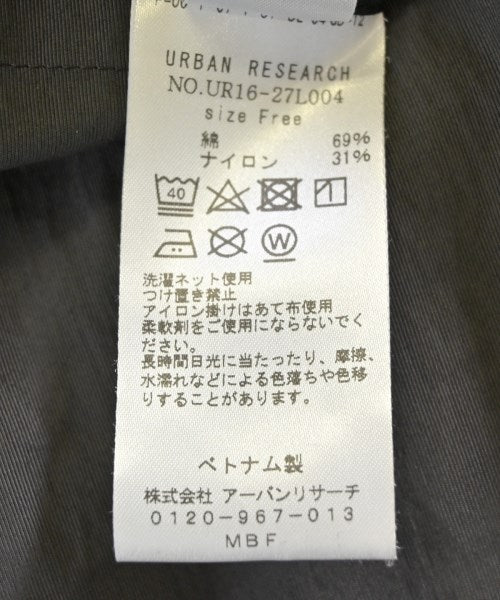 URBAN RESEARCH
NO.UR16-27L004
size Free
綿 69%
ナイロン 31%
40
W
洗濯ネット使用
つけ置き禁止
アイロン掛けはあて布使用
柔軟剤をご使用にならないでく
ださい。
長時間日光に当たったり、摩擦、
水濡れなどによる色落ちや色移
りすることがあります。
ベトナム製
株式会社 アーバンリサーチ
0120-967-013
MBF